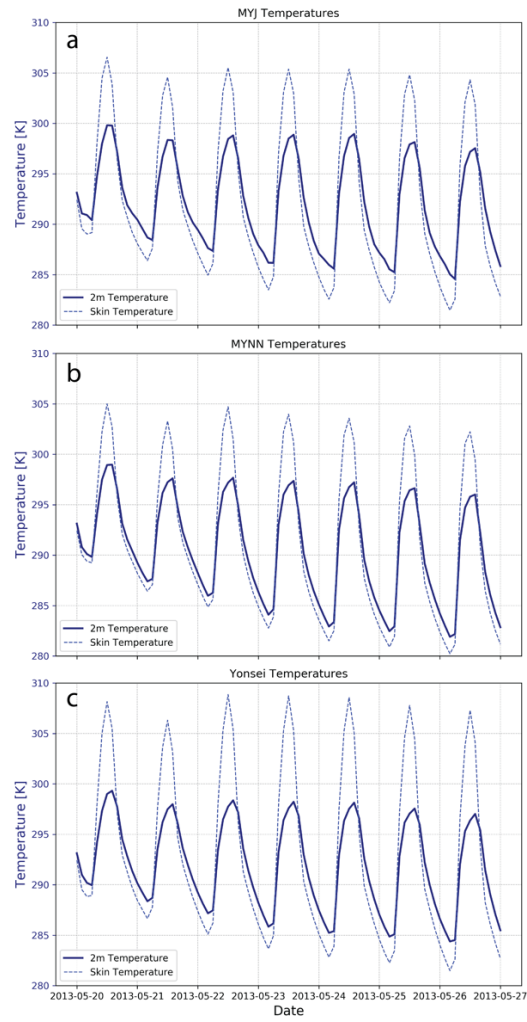 MYJ Temperatures
a
310
305
300
295
290
285
280
Temperature [K]
2m Temperature
Skin Temperature
MYNN Temperatures
b
310
305
300
295
290
285
280
Temperature [K]
2m Temperature
Skin Temperature
Yonsei Temperatures
c
310
305
300
295
290
285
280
Temperature [K]
2m Temperature
Skin Temperature
2013-05-20 2013-05-21 2013-05-22 2013-05-23 2013-05-24 2013-05-25 2013-05-26 2013-05-27
Date